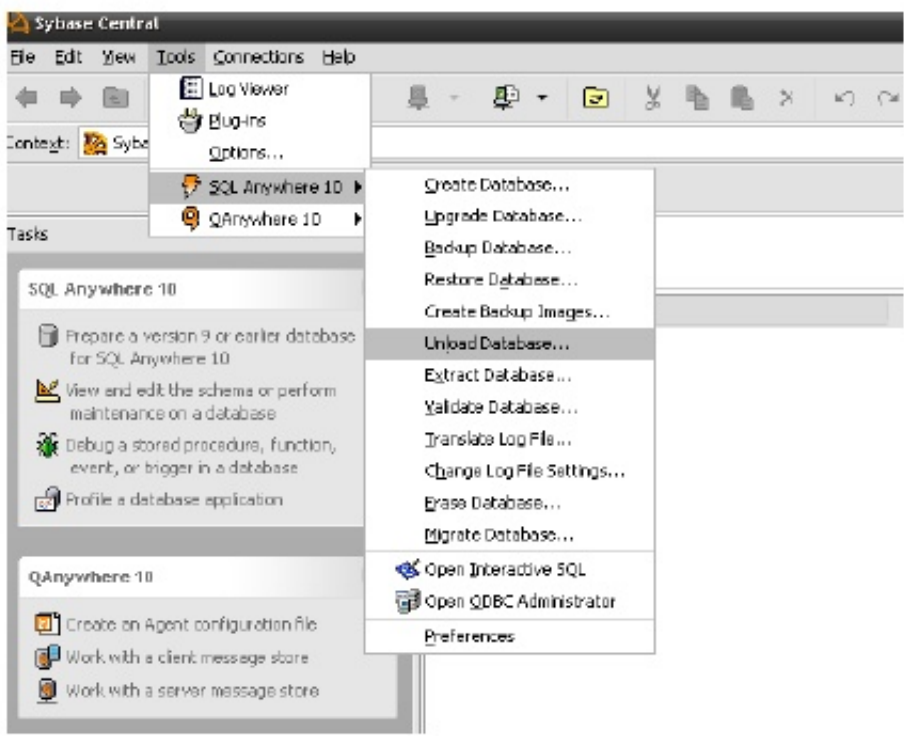 Sybase Central
File Edit View Tools Connections Help
Log Viewer
Plug-ins
Options...
Context: Syba
SQL Anywhere 10
QAnywhere 10
Create Database...
Upgrade Database...
Backup Database...
Restore Database...
Create Backup Images...
Unload Database...
Extract Database...
Validate Database...
Translate Log File...
Change Log File Settings...
Erase Database...
Migrate Database...
Open Interactive SQL
Open ODBC Administrator
Preferences
Tasks
SQL Anywhere 10
Prepare a version 9 or earlier database
for SQL Anywhere 10
View and edit the schema or perform
maintenance on a database
Debug a stored procedure, function,
event, or trigger in a database
Profile a database application
QAnywhere 10
Create an Agent configuration file
Work with a client message store
Work with a server message store